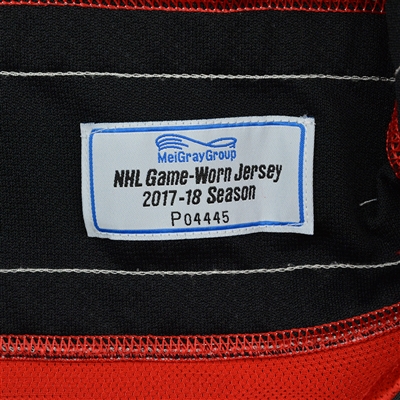 MeiGrayGroup
NHL Game-Worn Jersey
2017-18 Season
P04445